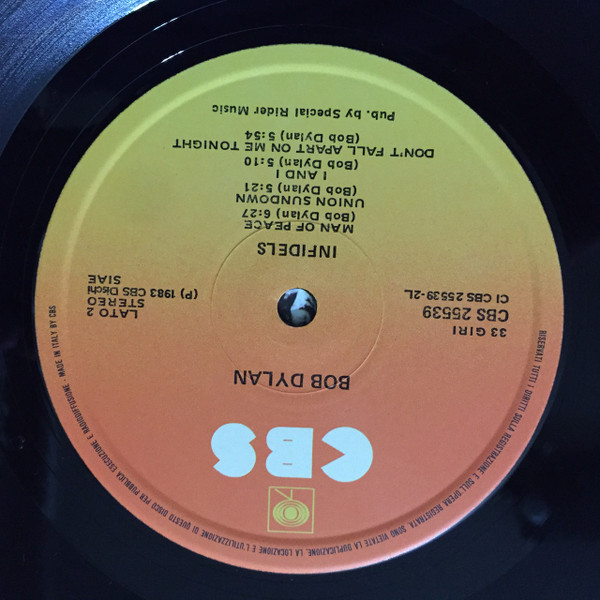 CBS
BOB DYLAN
33 GIRI
CBS 25539
CI CBS 25539-2L
LATO 2
STEREO
(P) 1983 CBS Dischi
SIAE
INFIDELS
MAN OF PEACE
(Bob Dylan) 6:27
UNION SUNDOWN
(Bob Dylan) 5:21
I AND I
(Bob Dylan) 5:10
DON'T FALL APART ON ME TONIGHT
(Bob Dylan) 5:54
Pub. by Special Rider Music
RISERVATI TUTTI I DIRITTI SULLA REGISTRAZIONE E SULL'OPERA REGISTRATA. SONO VIETATE LA DUPLICAZIONE, LA LOCAZIONE E L'UTILIZZAZIONE DI QUESTO DISCO PER PUBBLICA ESECUZIONE E RADIODIFFUSIONE - MADE IN ITALY BY CBS